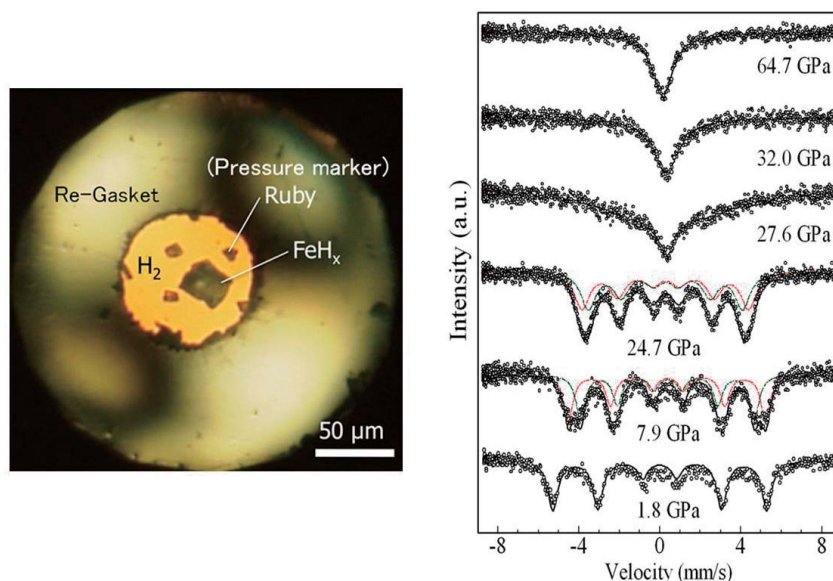 (Pressure marker)
Ruby
Re-Gasket
FeHₓ
H₂
50 μm
Intensity (a.u.)
64.7 GPa
32.0 GPa
27.6 GPa
24.7 GPa
7.9 GPa
1.8 GPa
-8 -4 0 4 8
Velocity (mm/s)